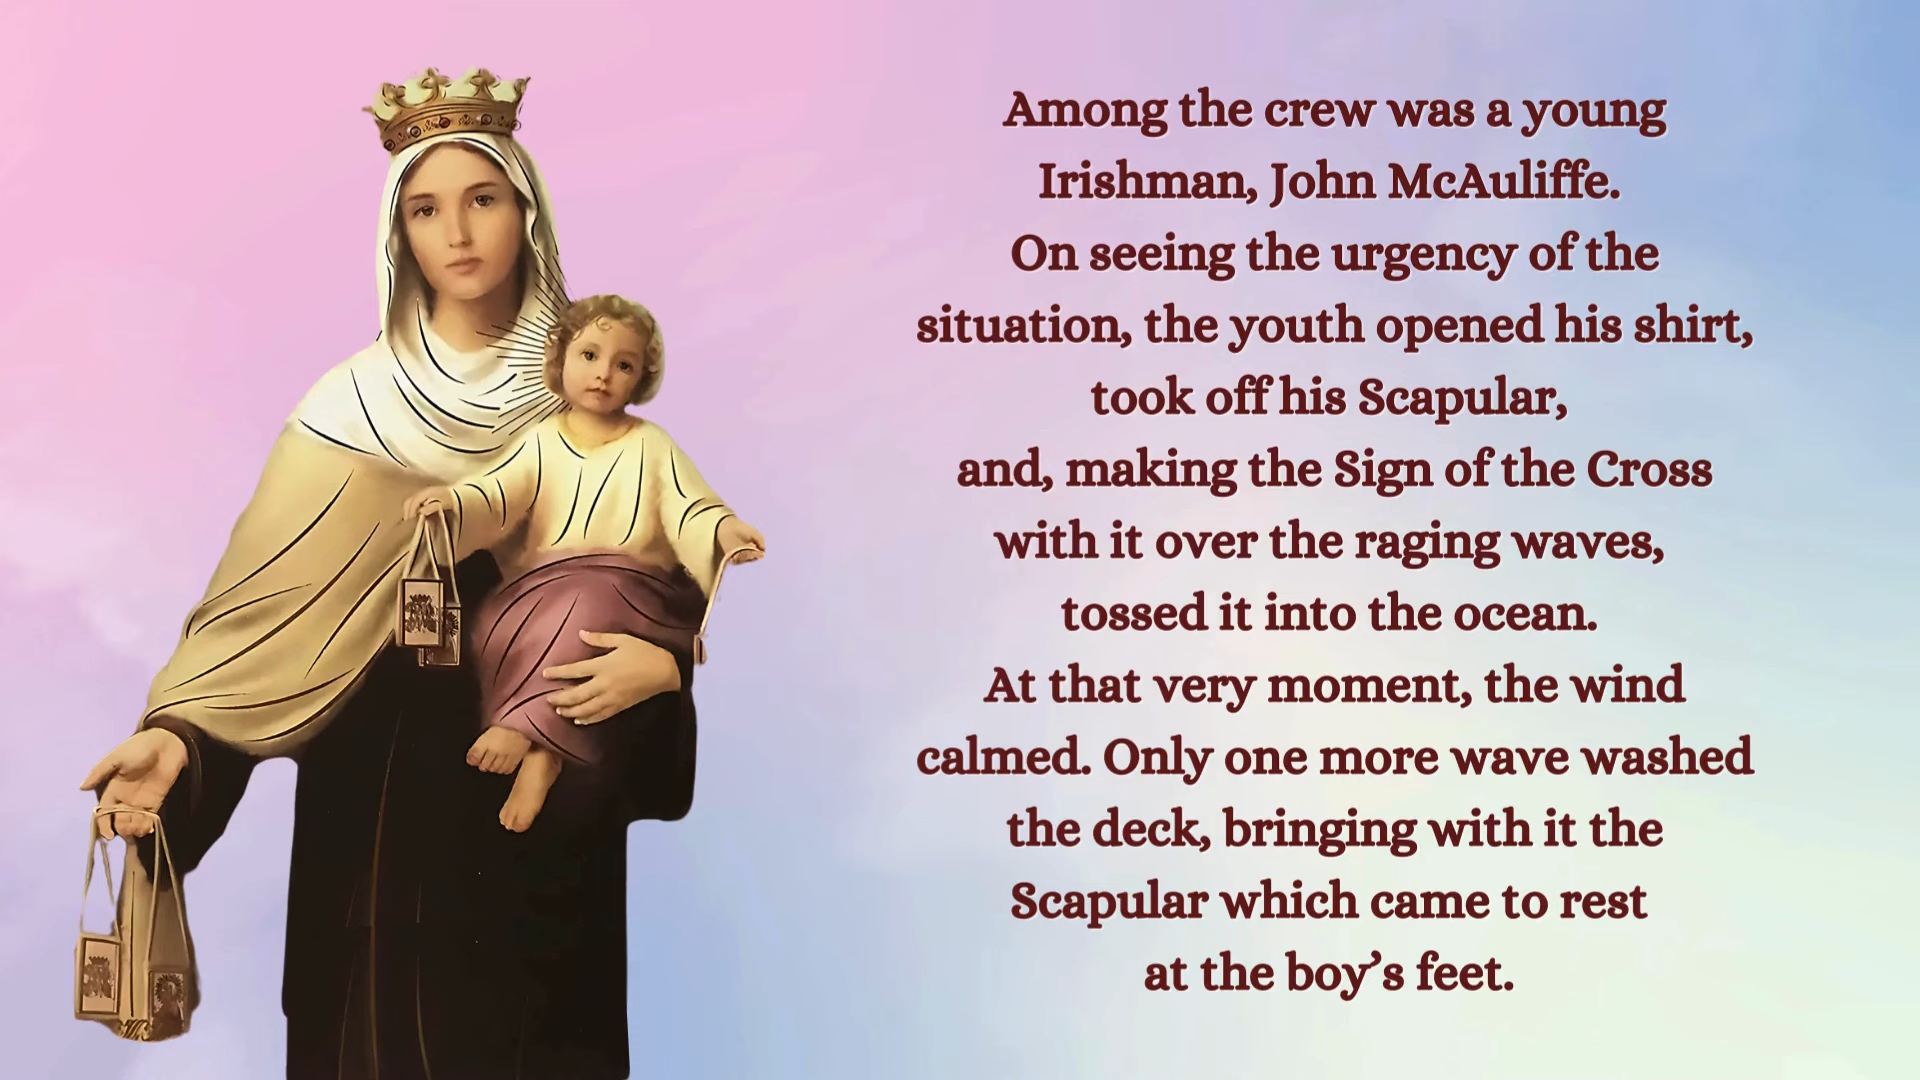 Among the crew was a young
Irishman, John McAuliffe.
On seeing the urgency of the
situation, the youth opened his shirt,
took off his Scapular,
and, making the Sign of the Cross
with it over the raging waves,
tossed it into the ocean.
At that very moment, the wind
calmed. Only one more wave washed
the deck, bringing with it the
Scapular which came to rest
at the boy’s feet.